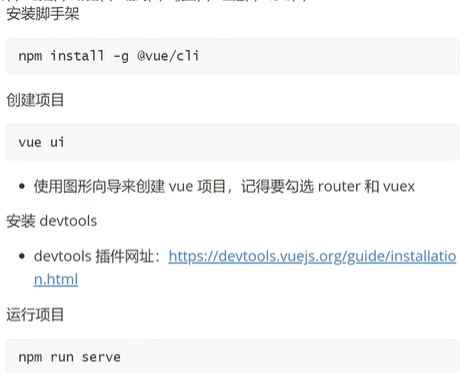 安装脚手架
npm install -g @vue/cli
创建项目
vue ui
使用图形向导来创建 vue 项目，记得要勾选 router 和 vuex
安装 devtools
devtools 插件网址：https://devtools.vuejs.org/guide/installatio
n.html
运行项目
npm run serve